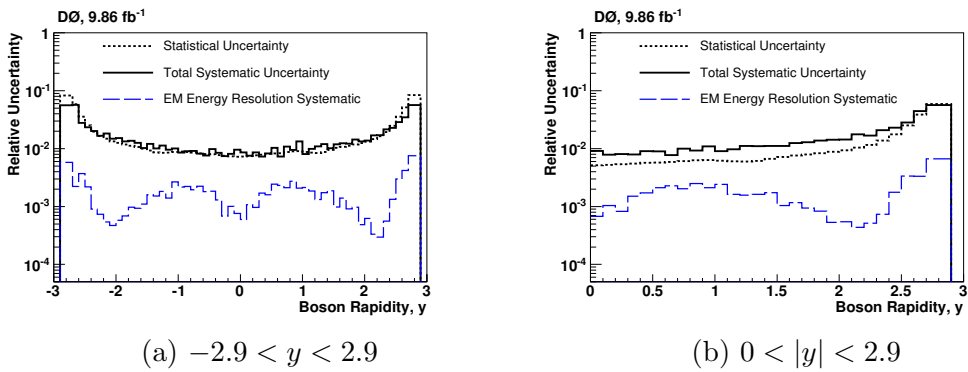 DØ, 9.86 fb⁻¹
Relative Uncertainty
1
10⁻¹
10⁻²
10⁻³
10⁻⁴
Statistical Uncertainty
Total Systematic Uncertainty
EM Energy Resolution Systematic
-3 -2 -1 0 1 2 3
Boson Rapidity, y
(a) −2.9 < y < 2.9
DØ, 9.86 fb⁻¹
Relative Uncertainty
1
10⁻¹
10⁻²
10⁻³
10⁻⁴
Statistical Uncertainty
Total Systematic Uncertainty
EM Energy Resolution Systematic
0 0.5 1 1.5 2 2.5 3
Boson Rapidity, y
(b) 0 < |y| < 2.9